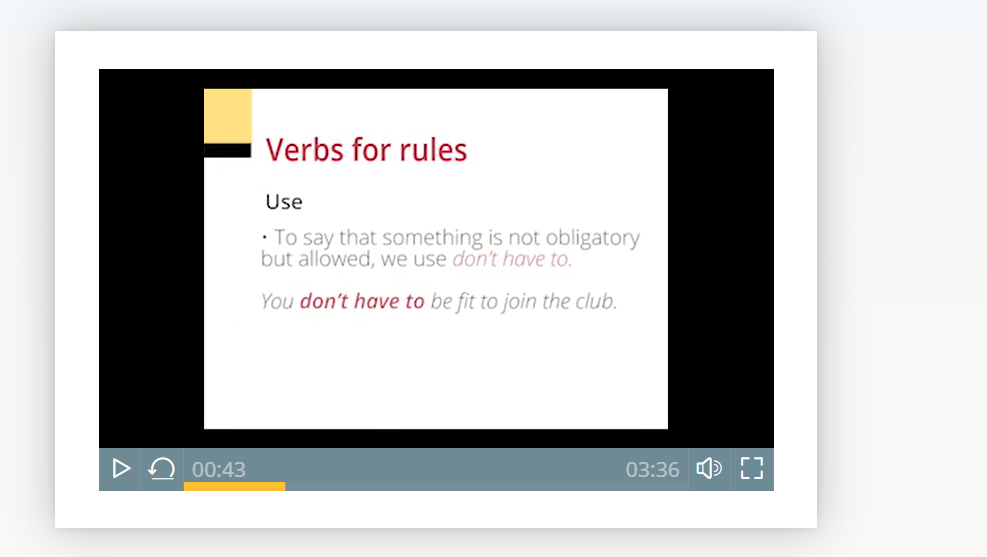 Verbs for rules
Use
· To say that something is not obligatory
but allowed, we use don't have to.
You don't have to be fit to join the club.
00:43
03:36